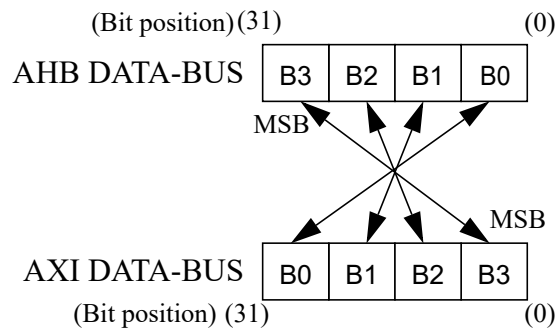 (Bit position) (31) (0)
AHB DATA-BUS B3 B2 B1 B0
MSB
MSB
AXI DATA-BUS B0 B1 B2 B3
(Bit position) (31) (0)